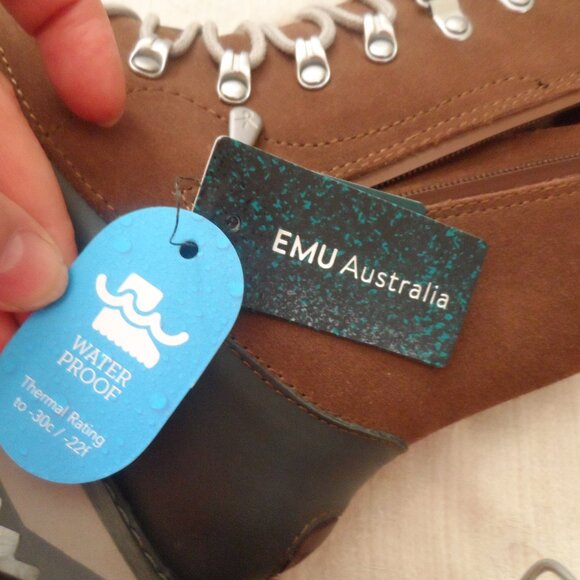 EMU Australia
WATER
PROOF
Thermal Rating
to -30c / -22f